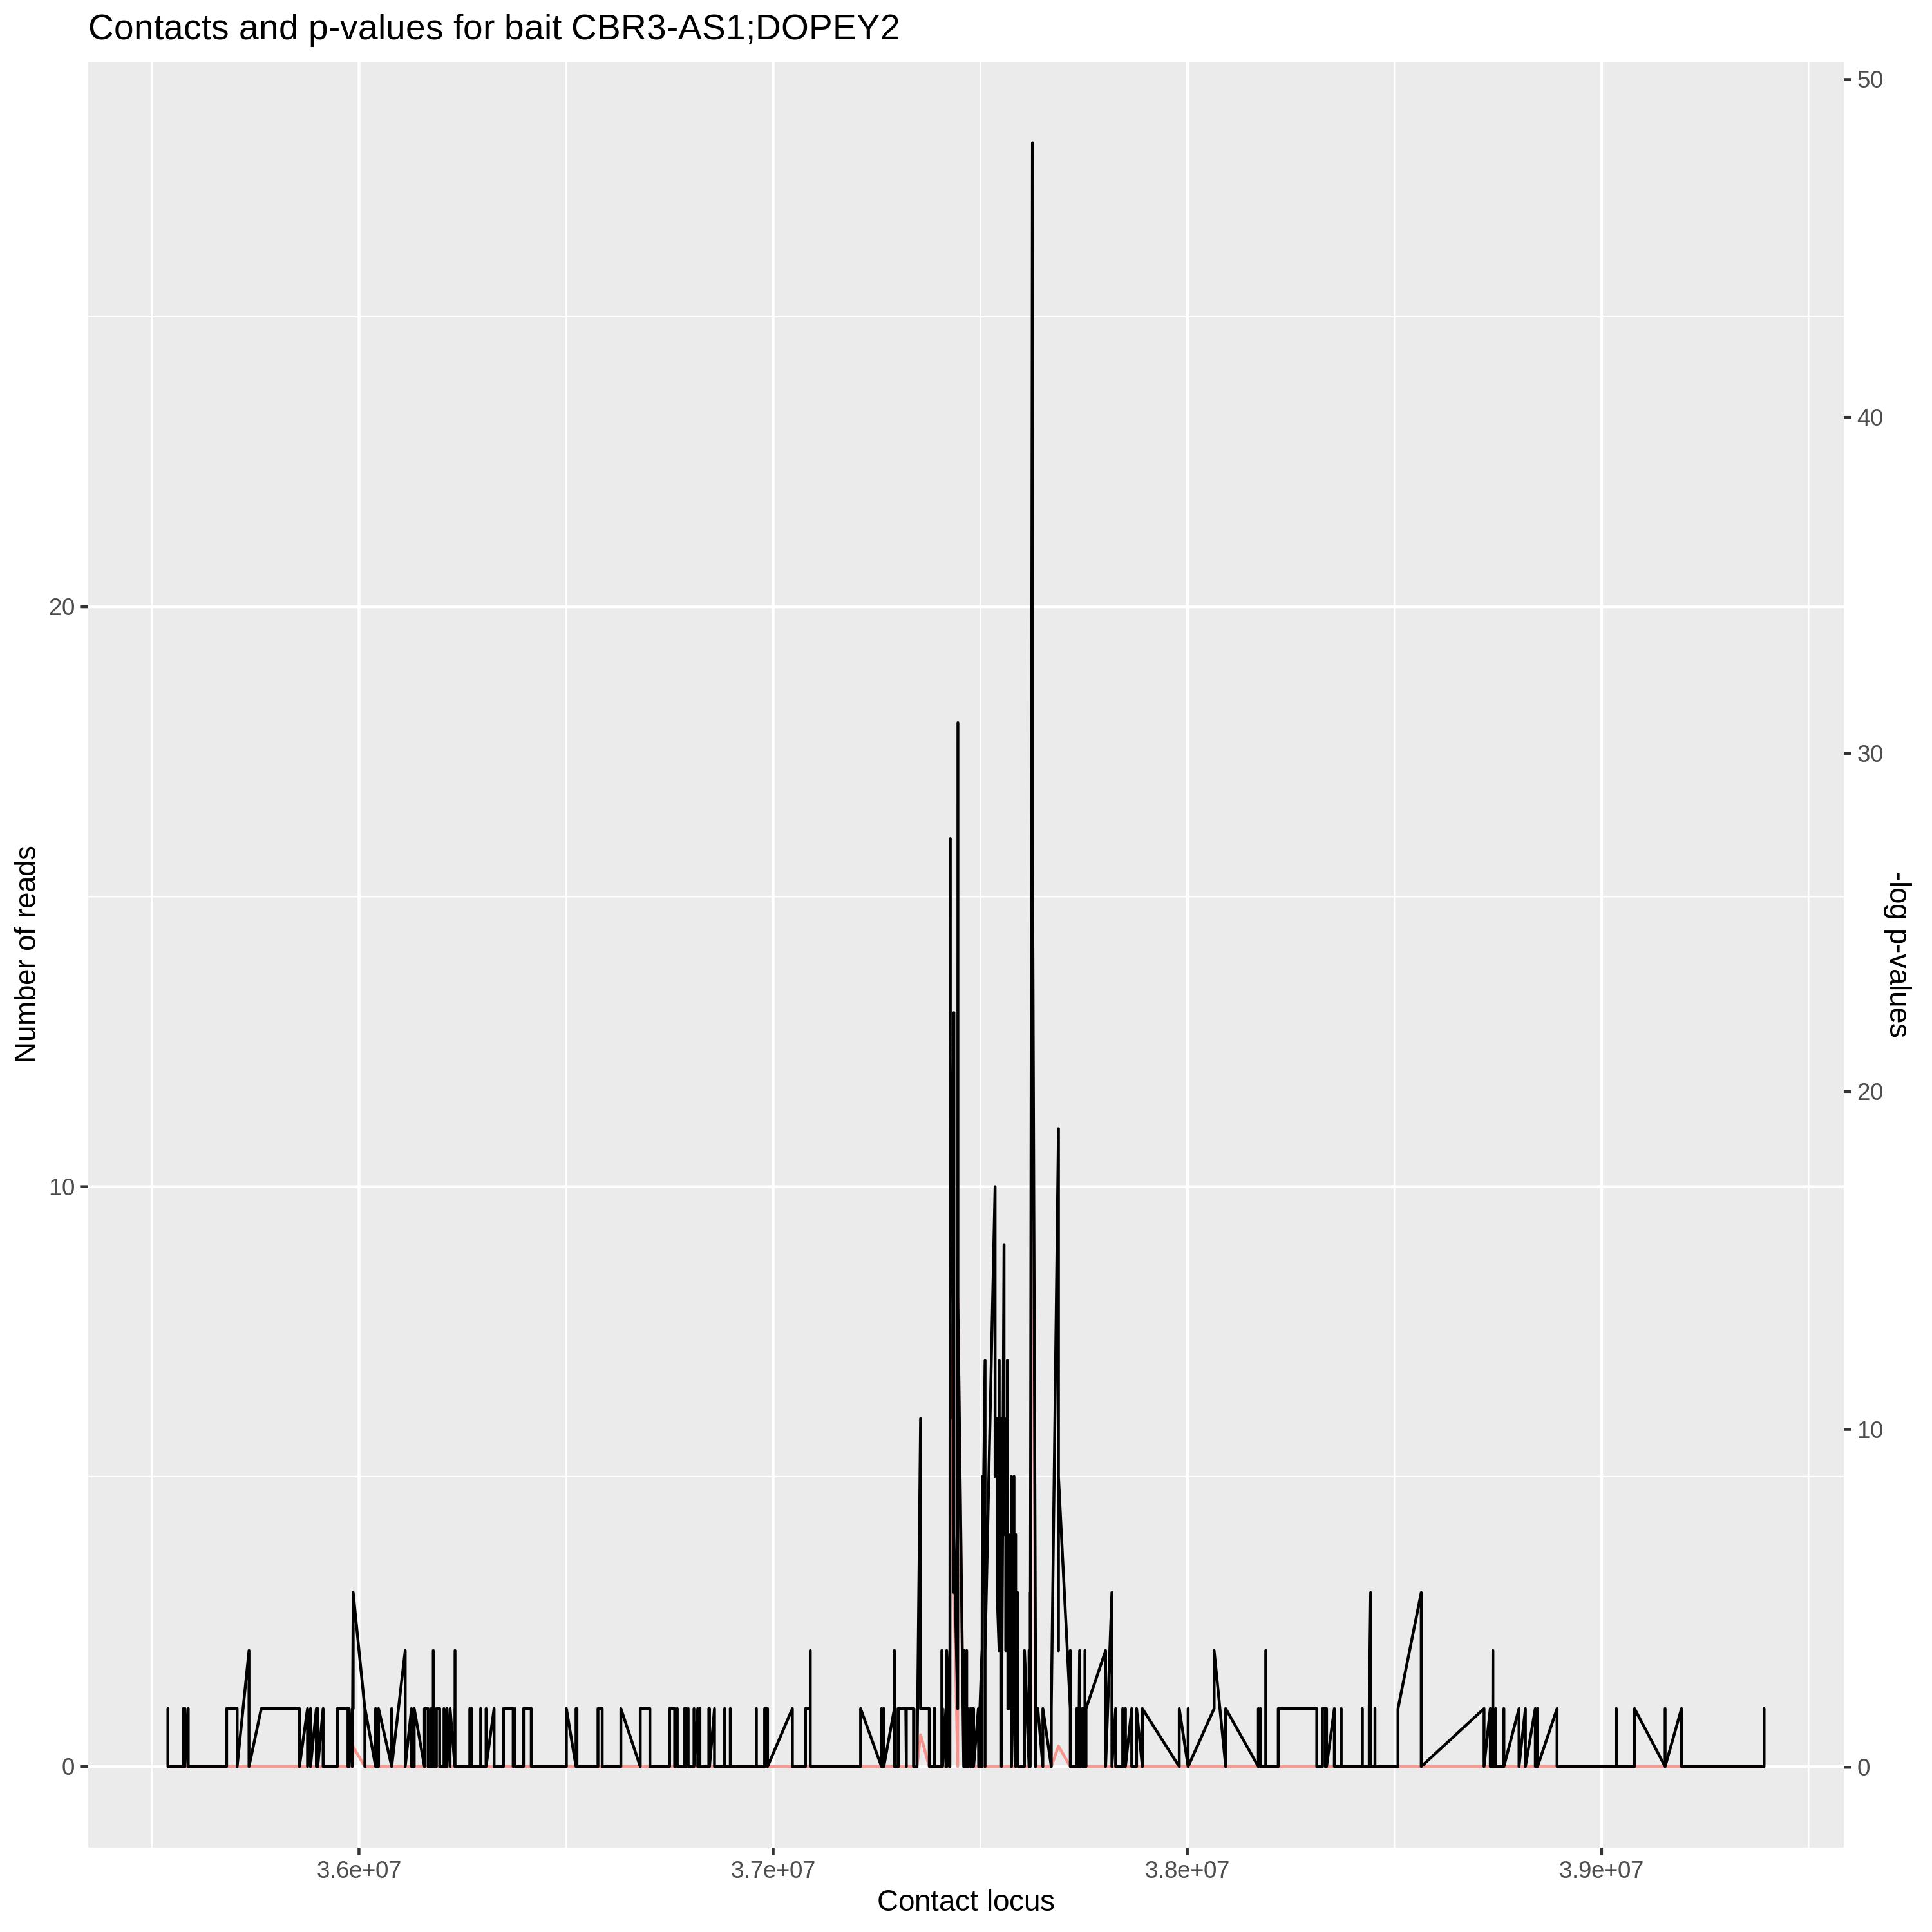 Contacts and p-values for bait CBR3-AS1;DOPEY2
50
40
20
30
Number of reads
-log p-values
20
10
10
0
0
3.6e+07
3.7e+07
3.8e+07
3.9e+07
Contact locus